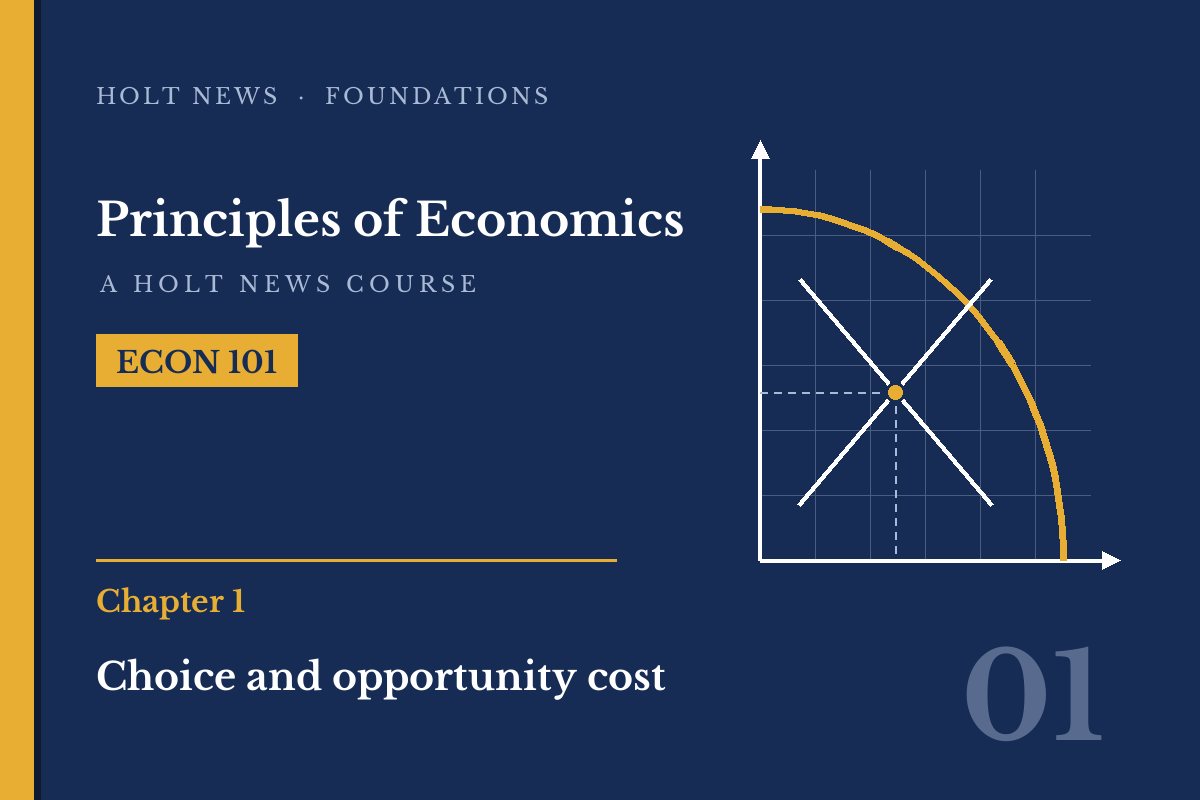 HOLT NEWS · FOUNDATIONS
Principles of Economics
A HOLT NEWS COURSE
ECON 101
Chapter 1
Choice and opportunity cost
01